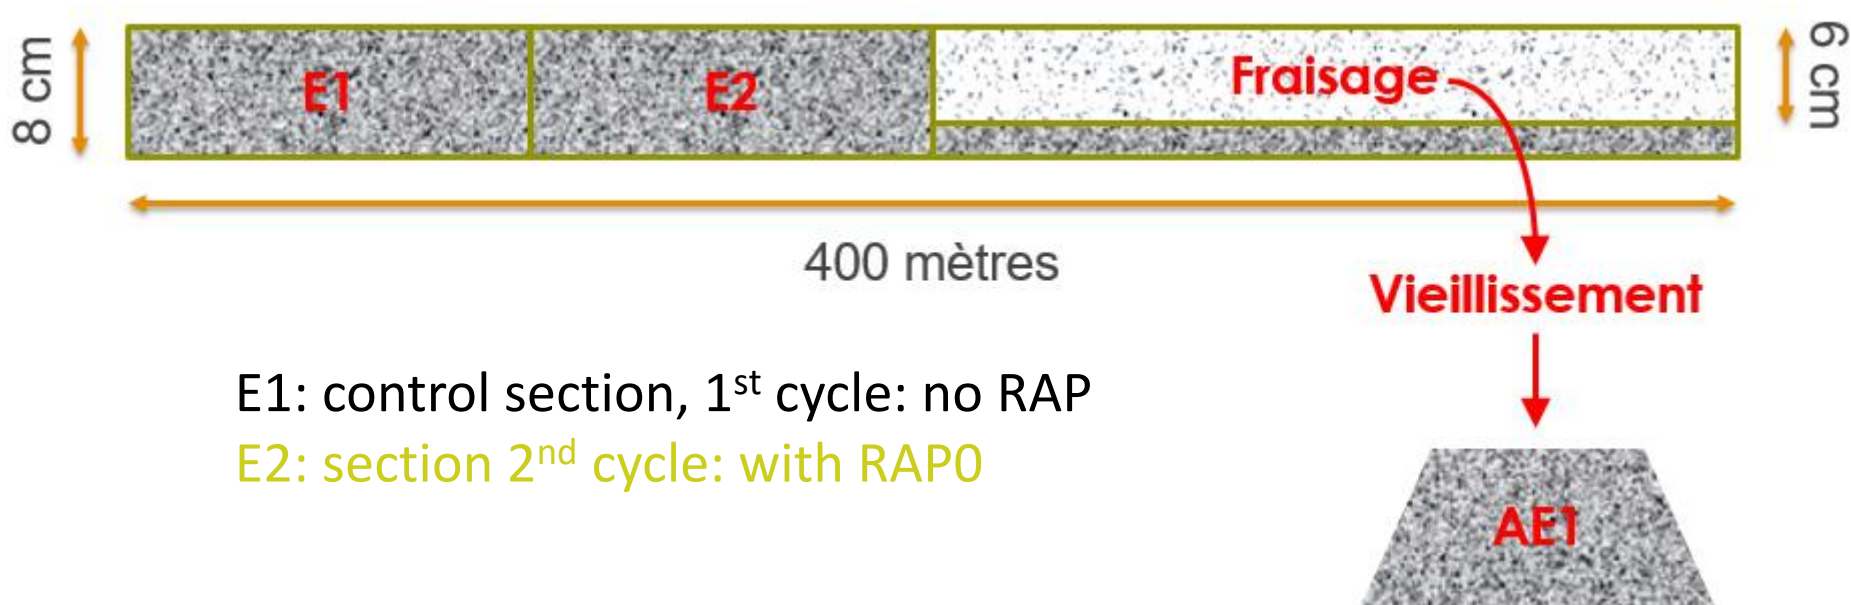 8 cm
E1
E2
Fraisage
6 cm
400 mètres
Vieillissement
E1: control section, 1st cycle: no RAP
E2: section 2nd cycle: with RAP0
AE1